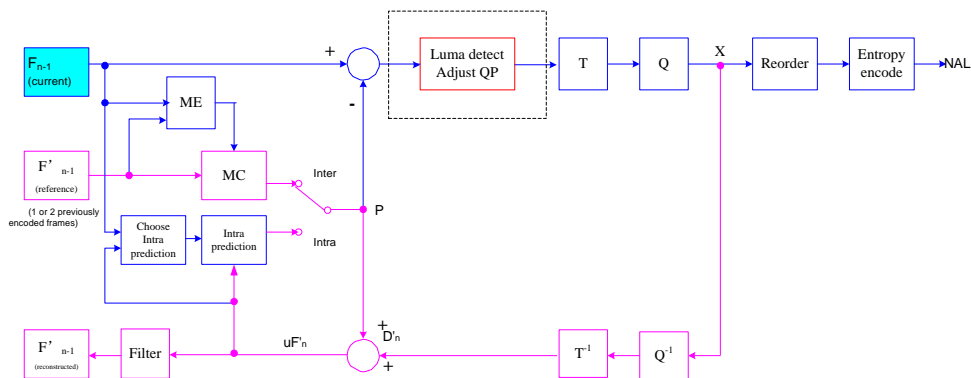 F n-1
(current)
+
-
Luma detect
Adjust QP
T
Q
X
Reorder
Entropy
encode
NAL
ME
F' n-1
(reference)
(1 or 2 previously
encoded frames)
MC
Inter
P
Choose
Intra
prediction
Intra
prediction
Intra
F' n-1
(reconstructed)
Filter
uF'n
+
D'n
+
T-1
Q-1